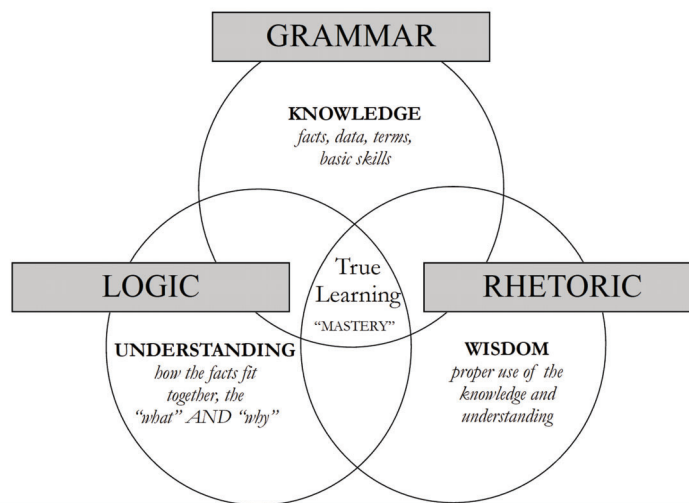 GRAMMAR
KNOWLEDGE
facts, data, terms,
basic skills
True
Learning
“MASTERY”
LOGIC
UNDERSTANDING
how the facts fit
together, the
“what” AND “why”
RHETORIC
WISDOM
proper use of the
knowledge and
understanding